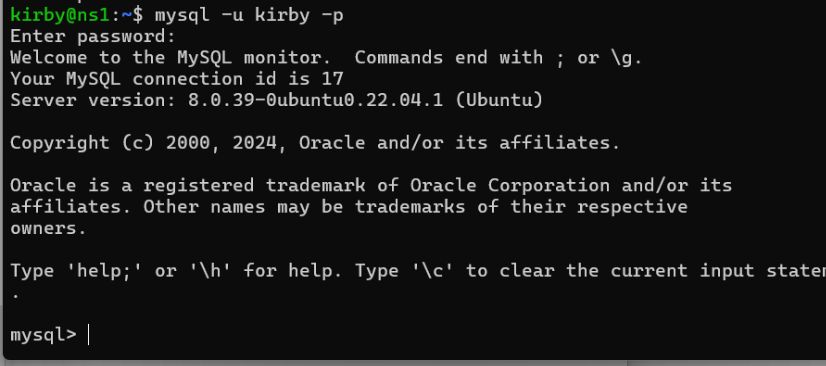 kirby@ns1:~$ mysql -u kirby -p
Enter password:
Welcome to the MySQL monitor.  Commands end with ; or \g.
Your MySQL connection id is 17
Server version: 8.0.39-0ubuntu0.22.04.1 (Ubuntu)
Copyright (c) 2000, 2024, Oracle and/or its affiliates.
Oracle is a registered trademark of Oracle Corporation and/or its
affiliates. Other names may be trademarks of their respective
owners.
Type 'help;' or '\h' for help. Type '\c' to clear the current input state
.
mysql>